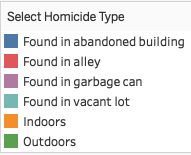 Select Homicide Type
Found in abandoned building
Found in alley
Found in garbage can
Found in vacant lot
Indoors
Outdoors